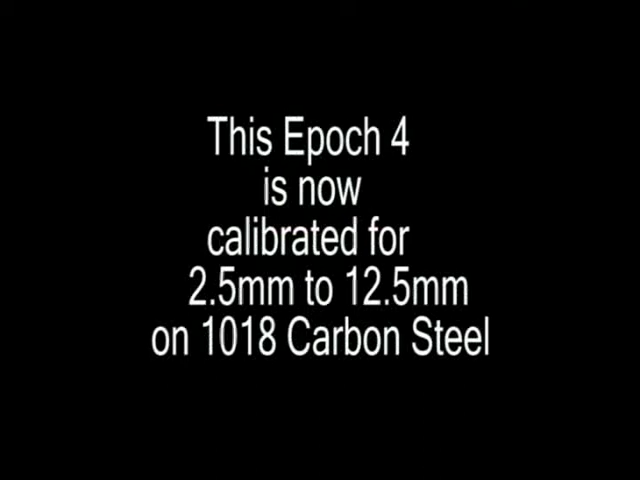 This Epoch 4
is now
calibrated for
2.5mm to 12.5mm
on 1018 Carbon Steel